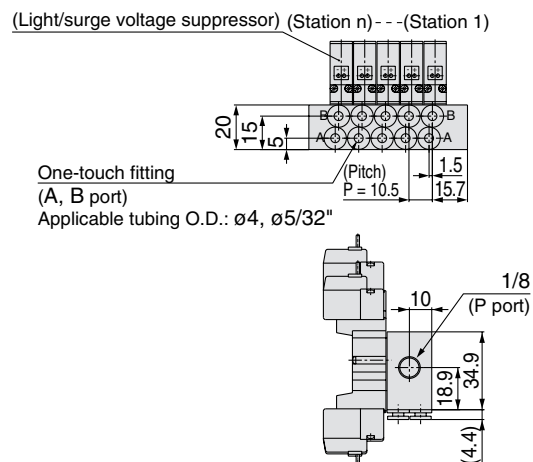 (Light/surge voltage suppressor) (Station n)---(Station 1)
B B
A A
20
15
5
One-touch fitting
(A, B port)
Applicable tubing O.D.: ø4, ø5/32"
(Pitch)
P = 10.5
1.5
15.7
10
1/8
(P port)
18.9
34.9
(4.4)